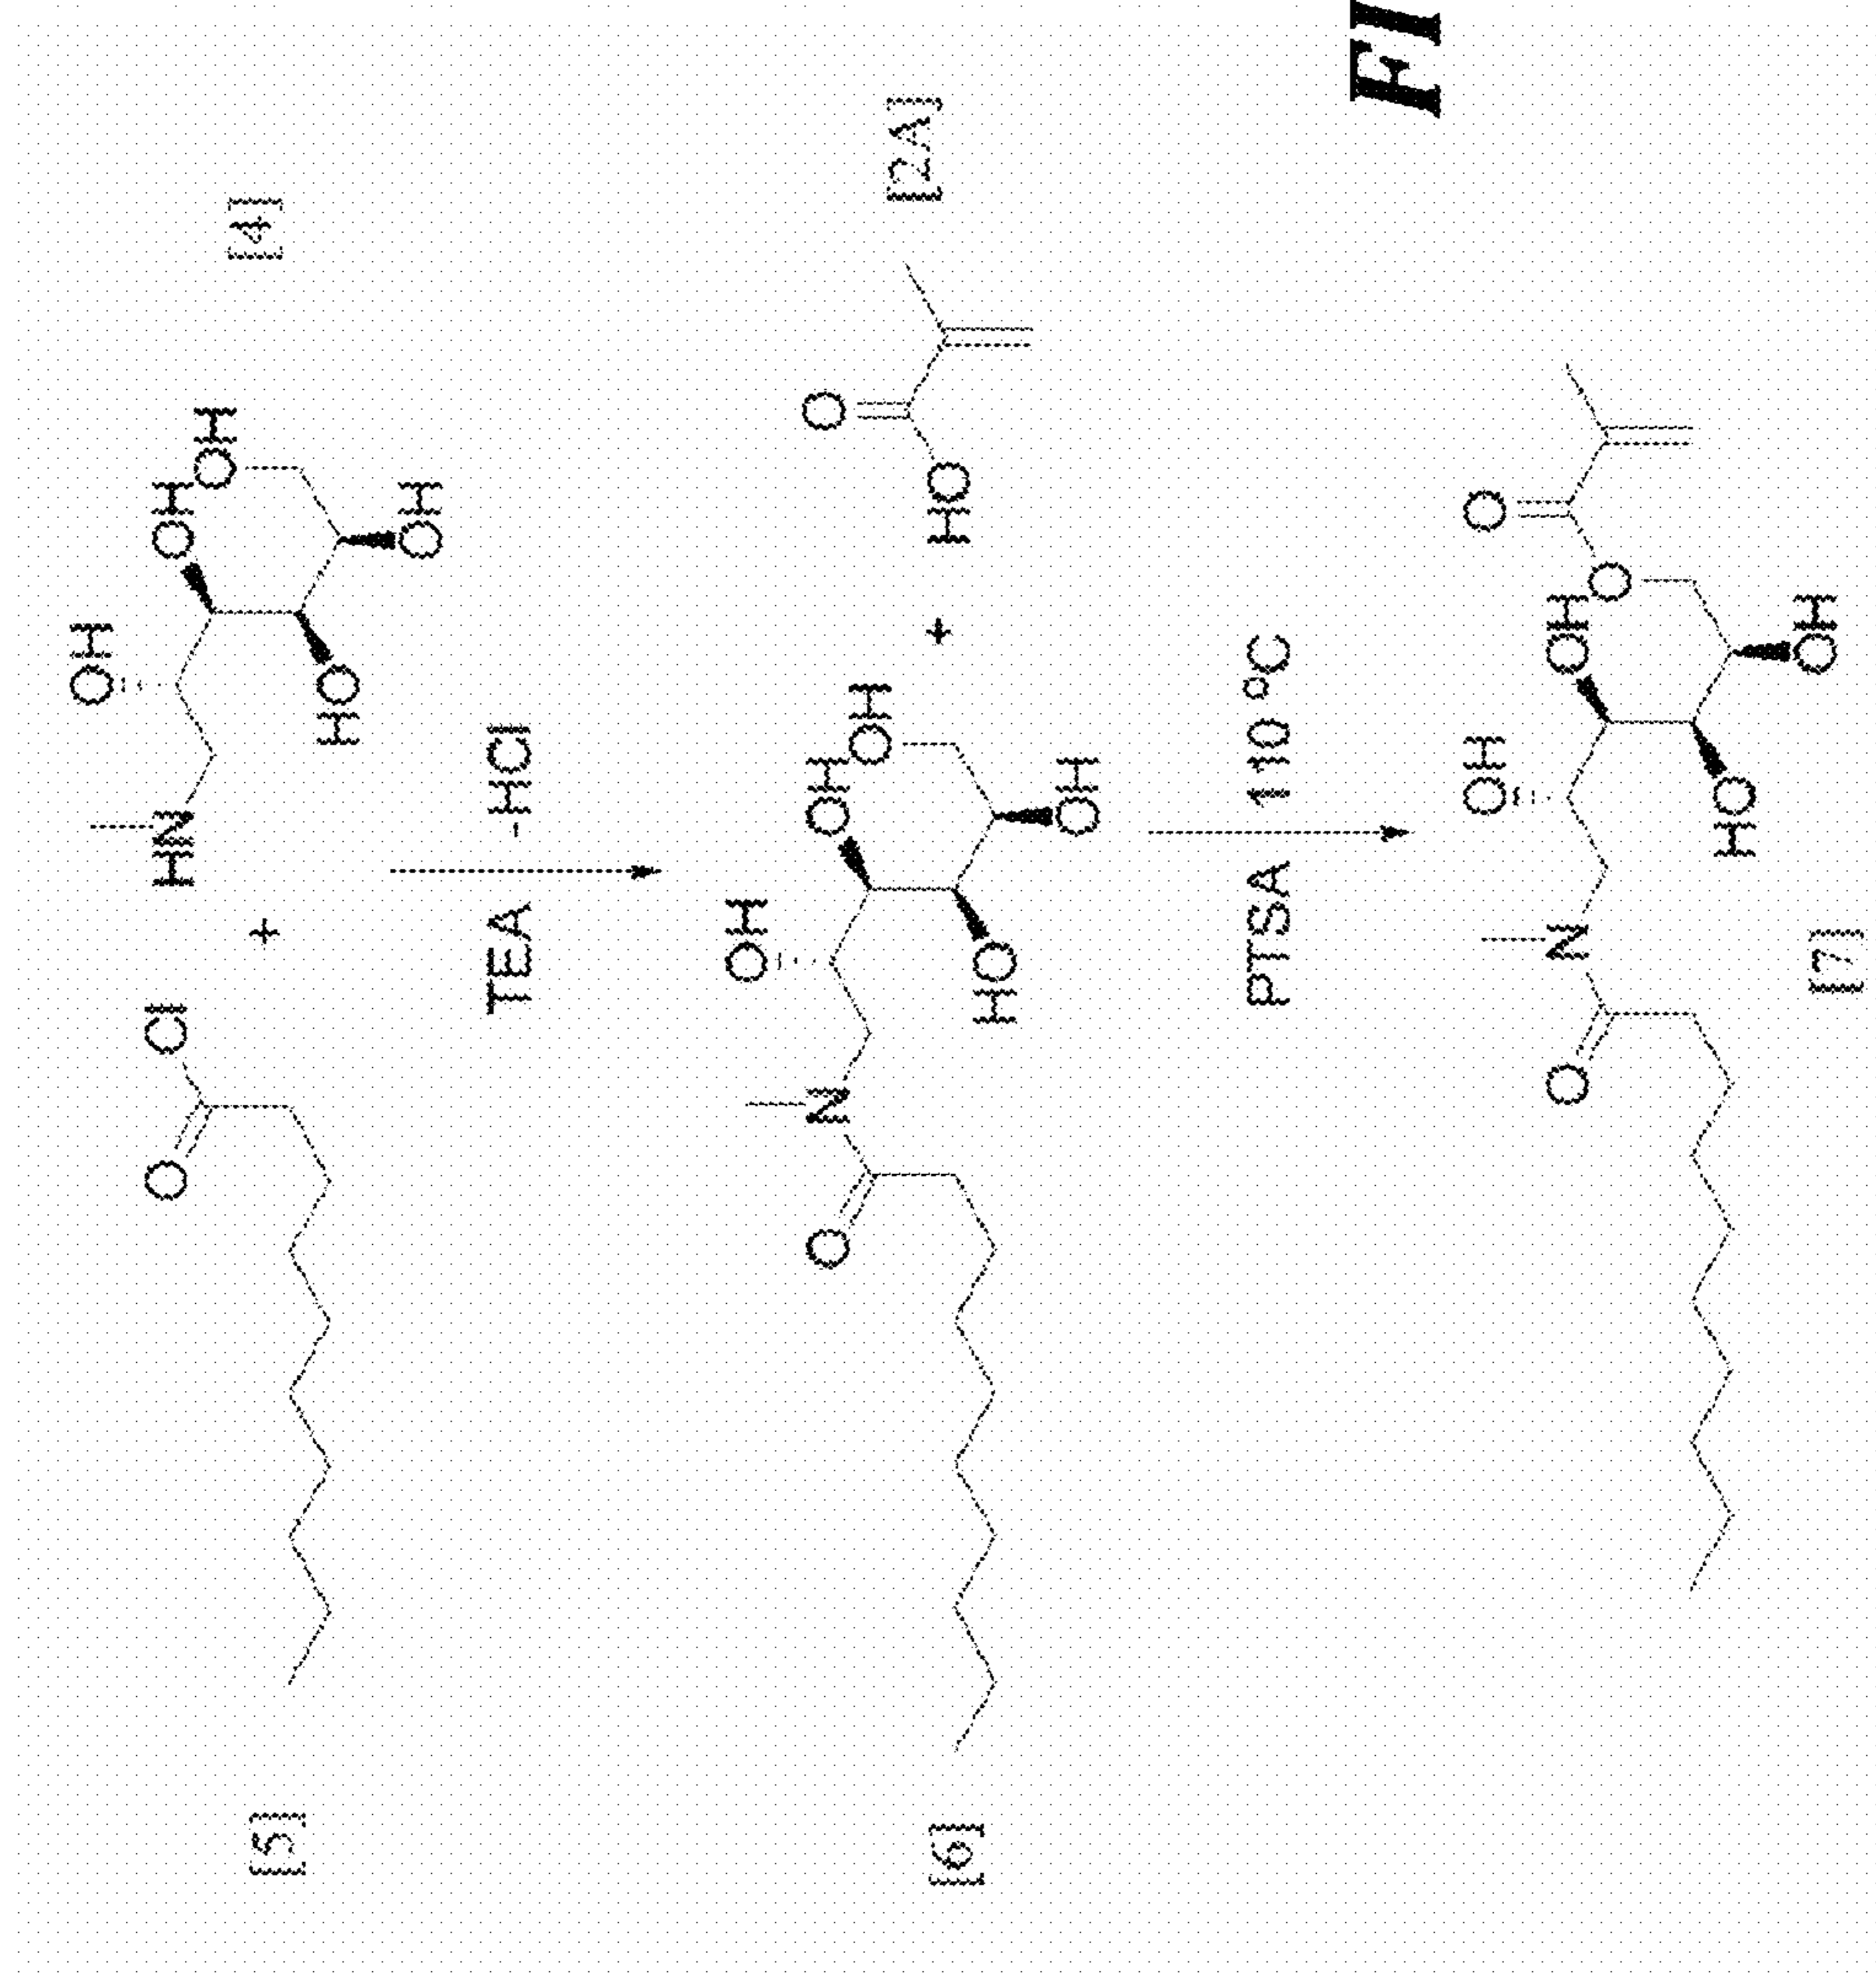 OH
O Cl HN OH
OH
[5] + [4]
HO
OH
TEA -HCl
OH
O N OH O
OH
[6] + HO [2A]
HO
OH
PTSA 110 °C
FI
OH O
O N OH
O
HO
OH
[7]